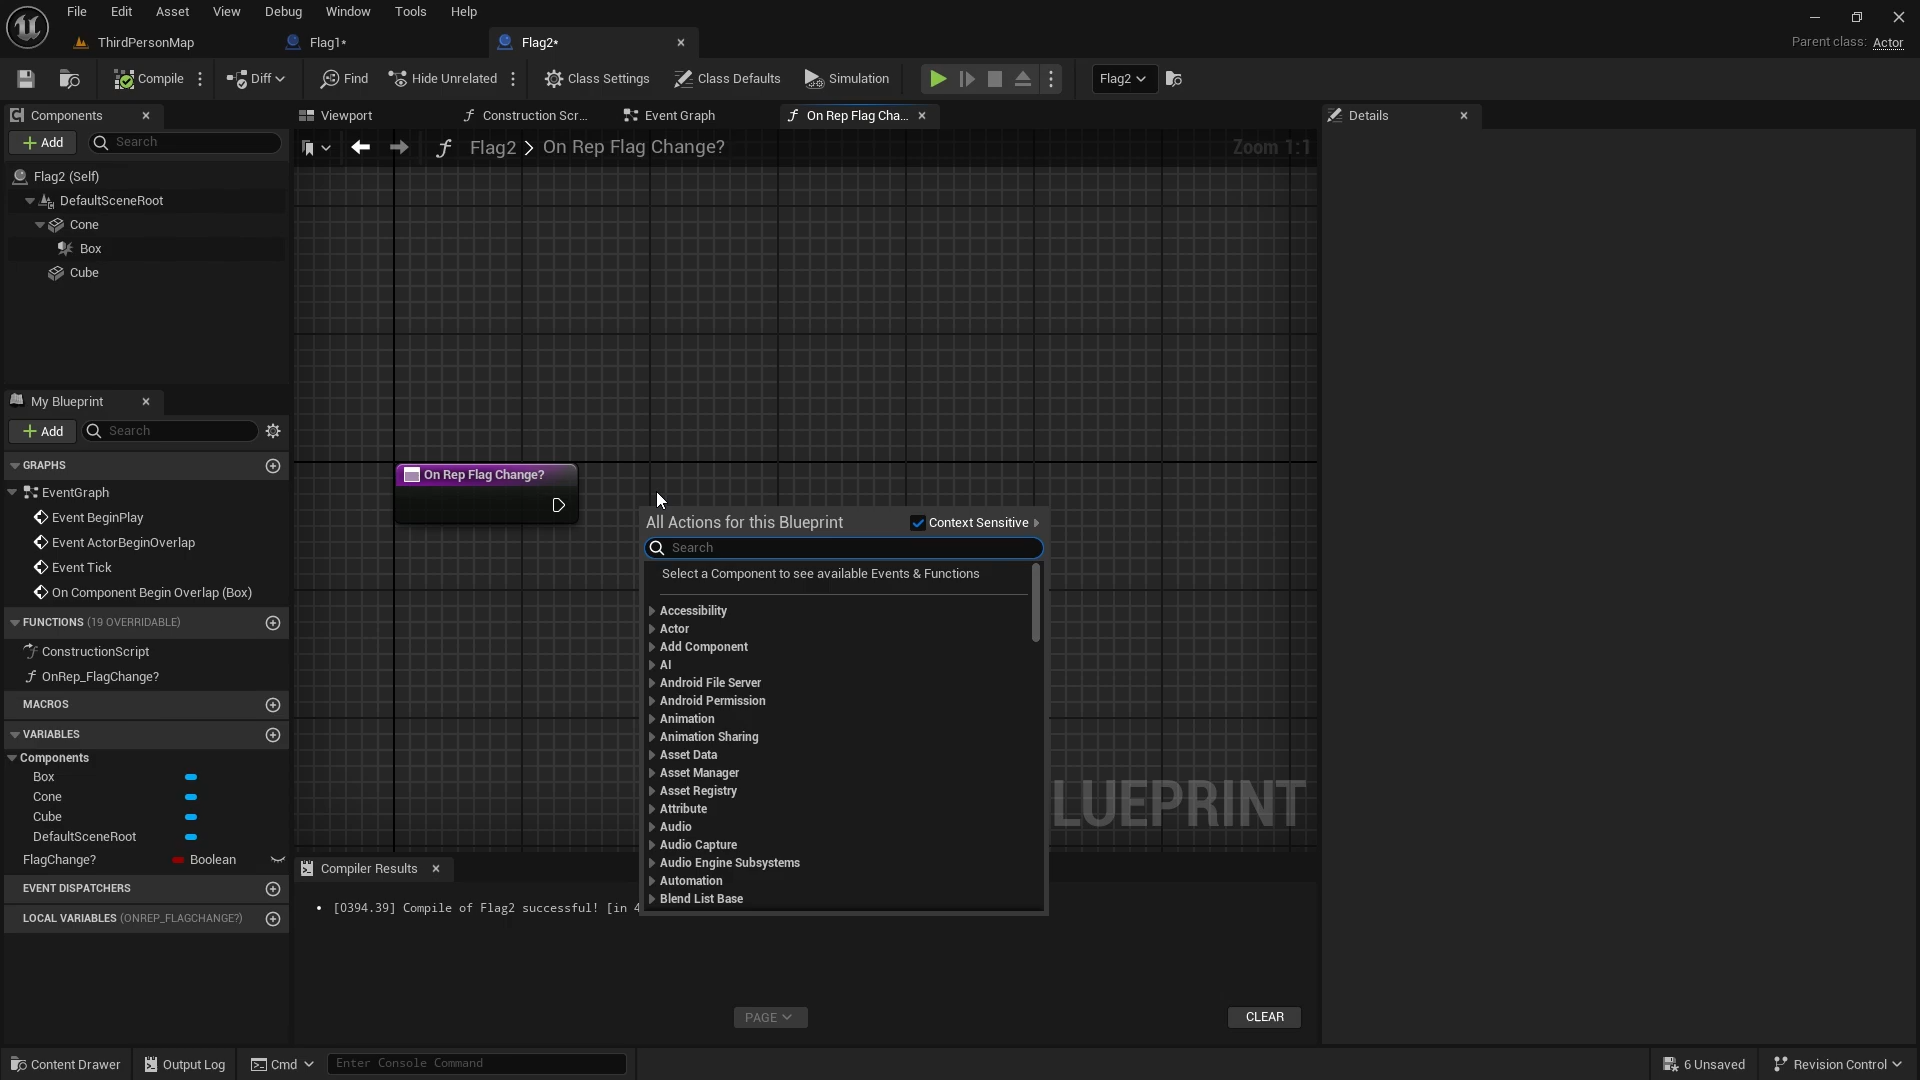 File Edit Asset View Debug Window Tools Help
ThirdPersonMap Flag1* Flag2*
Parent class: Actor
Compile Diff Find Hide Unrelated Class Settings Class Defaults Simulation Flag2
Components
Viewport Construction Scr... Event Graph On Rep Flag Cha... Details
Add Search
Flag2 > On Rep Flag Change? Zoom 1:1
Flag2 (Self)
DefaultSceneRoot
Cone
Box
Cube
My Blueprint
Add Search
GRAPHS
EventGraph
Event BeginPlay
Event ActorBeginOverlap
Event Tick
On Component Begin Overlap (Box)
FUNCTIONS (19 OVERRIDABLE)
ConstructionScript
OnRep_FlagChange?
MACROS
VARIABLES
Components
Box
Cone
Cube
DefaultSceneRoot
FlagChange? Boolean
EVENT DISPATCHERS
LOCAL VARIABLES (ONREP_FLAGCHANGE?)
On Rep Flag Change?
All Actions for this Blueprint Context Sensitive
Search
Select a Component to see available Events & Functions
Accessibility
Actor
Add Component
AI
Android File Server
Android Permission
Animation
Animation Sharing
Asset Data
Asset Manager
Asset Registry
Attribute
Audio
Audio Capture
Audio Engine Subsystems
Automation
Blend List Base
LUEPRINT
Compiler Results
[0394.39] Compile of Flag2 successful! [in 4
PAGE CLEAR
Content Drawer Output Log Cmd Enter Console Command 6 Unsaved Revision Control